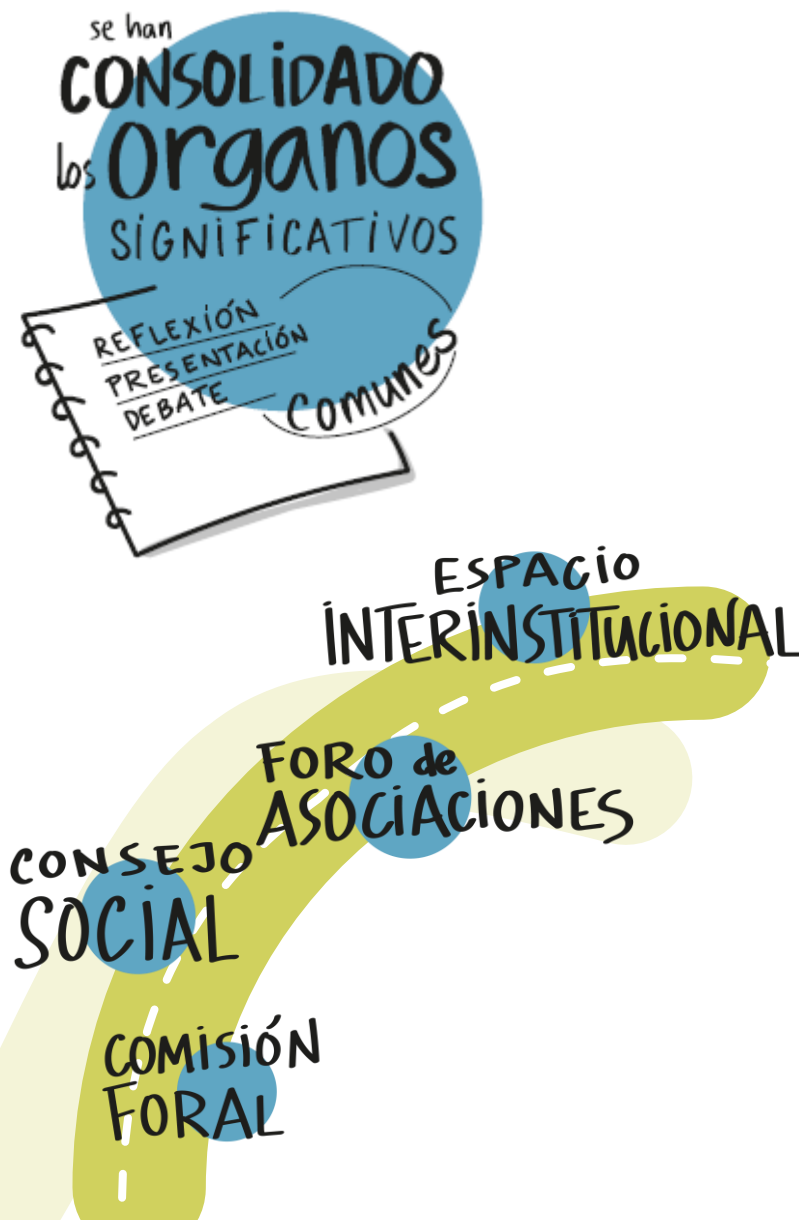 se han
CONSOLIDADO
los Organos
SIGNIFICATIVOS
REFLEXIÓN
PRESENTACIÓN
DEBATE
comunes
ESPACIO
INTERINSTITUCIONAL
FORO de
ASOCIACIONES
CONSEJO
SOCIAL
COMISIÓN
FORAL